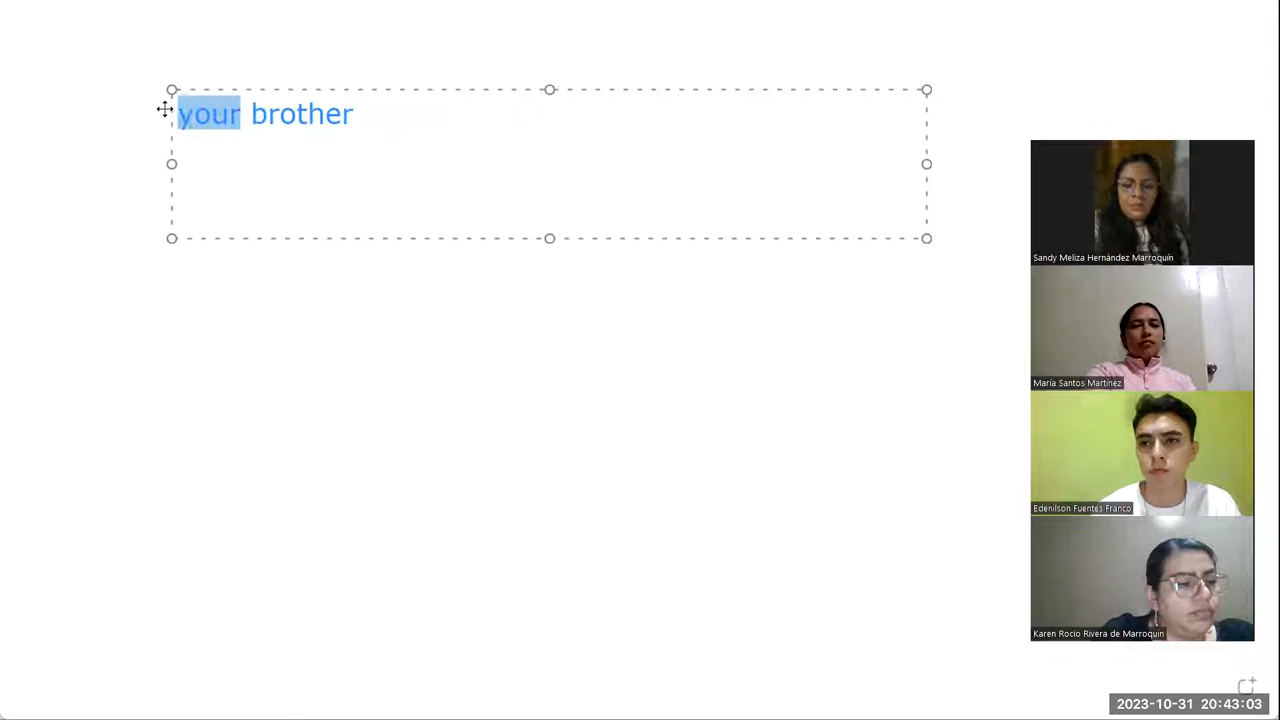 your brother
Sandy Meliza Hernández Marroquín
María Santos Martínez
Edenilson Fuentes Franco
Karen Rocio Rivera de Marroquin
2023-10-31 20:43:03